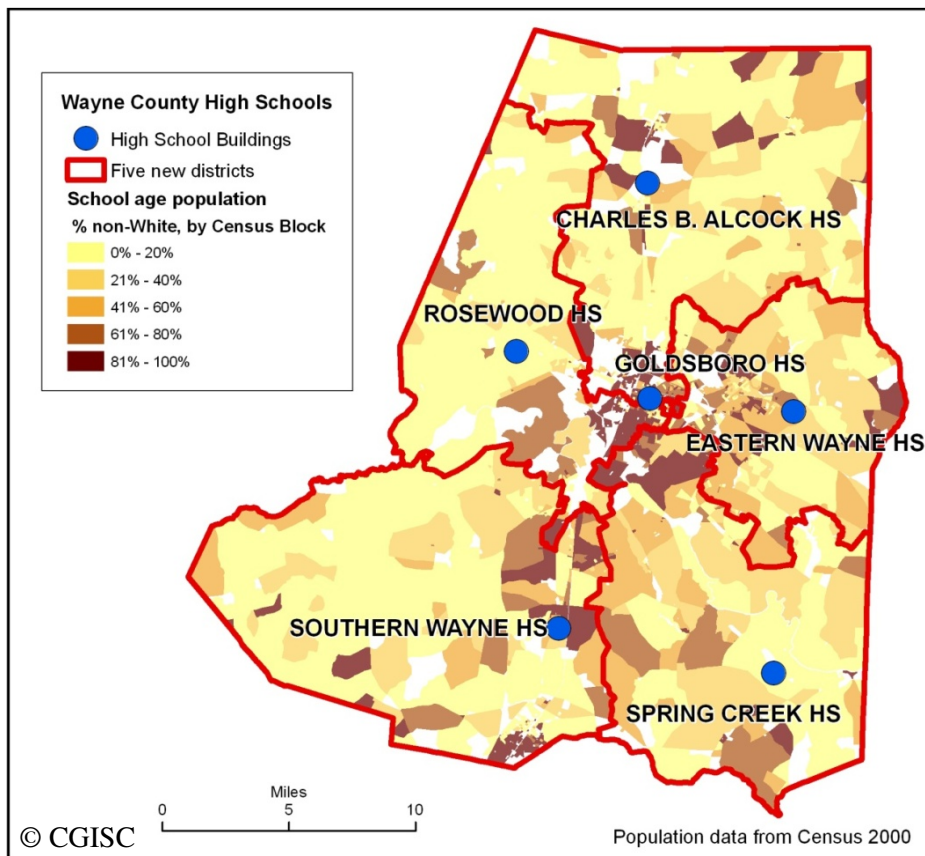 Wayne County High Schools
High School Buildings
Five new districts
School age population
% non-White, by Census Block
0% - 20%
21% - 40%
41% - 60%
61% - 80%
81% - 100%
CHARLES B. ALCOCK HS
ROSEWOOD HS
GOLDSBORO HS
EASTERN WAYNE HS
SOUTHERN WAYNE HS
SPRING CREEK HS
Miles
0 5 10
© CGISC
Population data from Census 2000